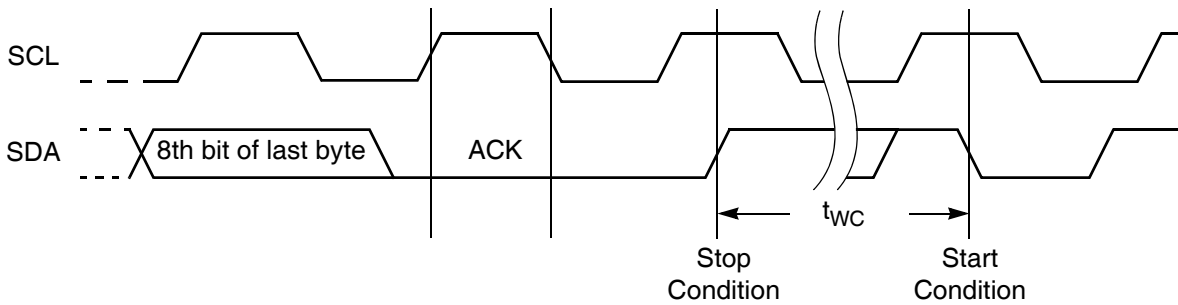 SCL
SDA
8th bit of last byte
ACK
tWC
Stop
Condition
Start
Condition